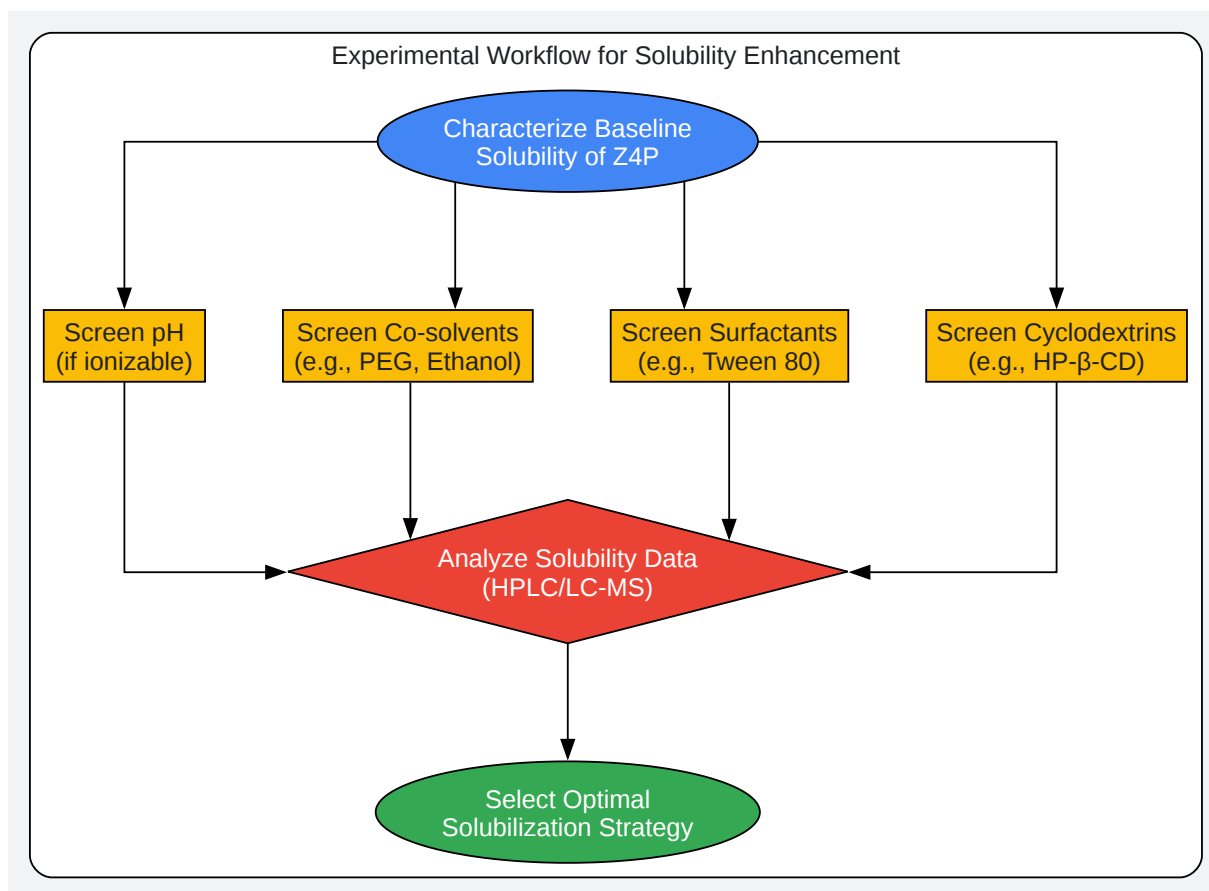 Experimental Workflow for Solubility Enhancement
Characterize Baseline
Solubility of Z4P
Screen pH
(if ionizable)
Screen Co-solvents
(e.g., PEG, Ethanol)
Screen Surfactants
(e.g., Tween 80)
Screen Cyclodextrins
(e.g., HP-β-CD)
Analyze Solubility Data
(HPLC/LC-MS)
Select Optimal
Solubilization Strategy